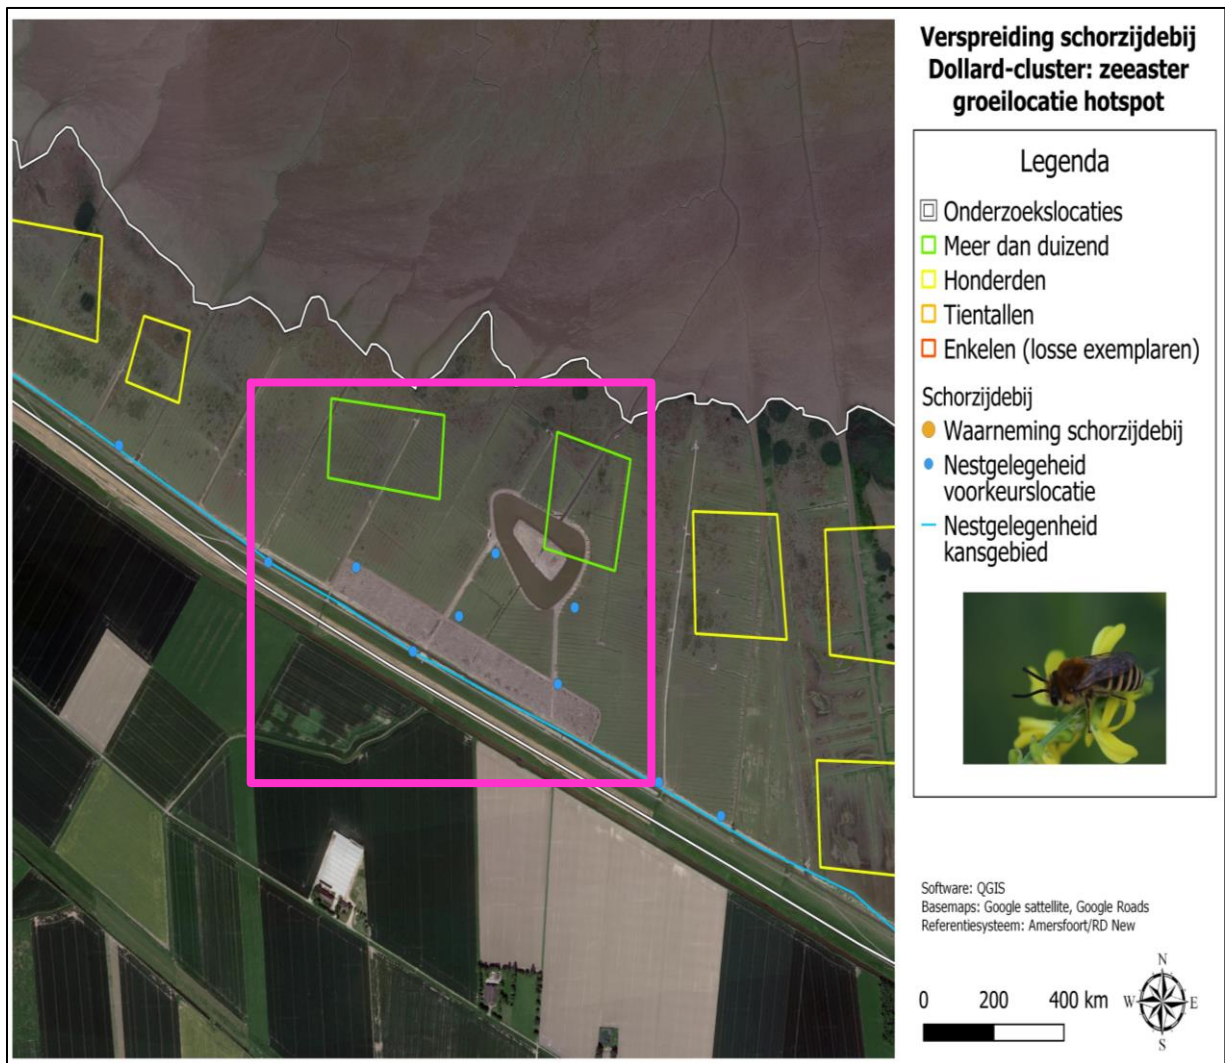 Verspreiding schorzijdebij
Dollard-cluster: zeeaster
groeilocatie hotspot
Legenda
Onderzoekslocaties
Meer dan duizend
Honderden
Tientallen
Enkelen (losse exemplaren)
Schorzijdebij
Waarneming schorzijdebij
Nestgelegeheid
voorkeurslocatie
Nestgelegenheid
kansgebied
Software: QGIS
Basemaps: Google sattellite, Google Roads
Referentiesysteem: Amersfoort/RD New
0 200 400 km
N
W E
S